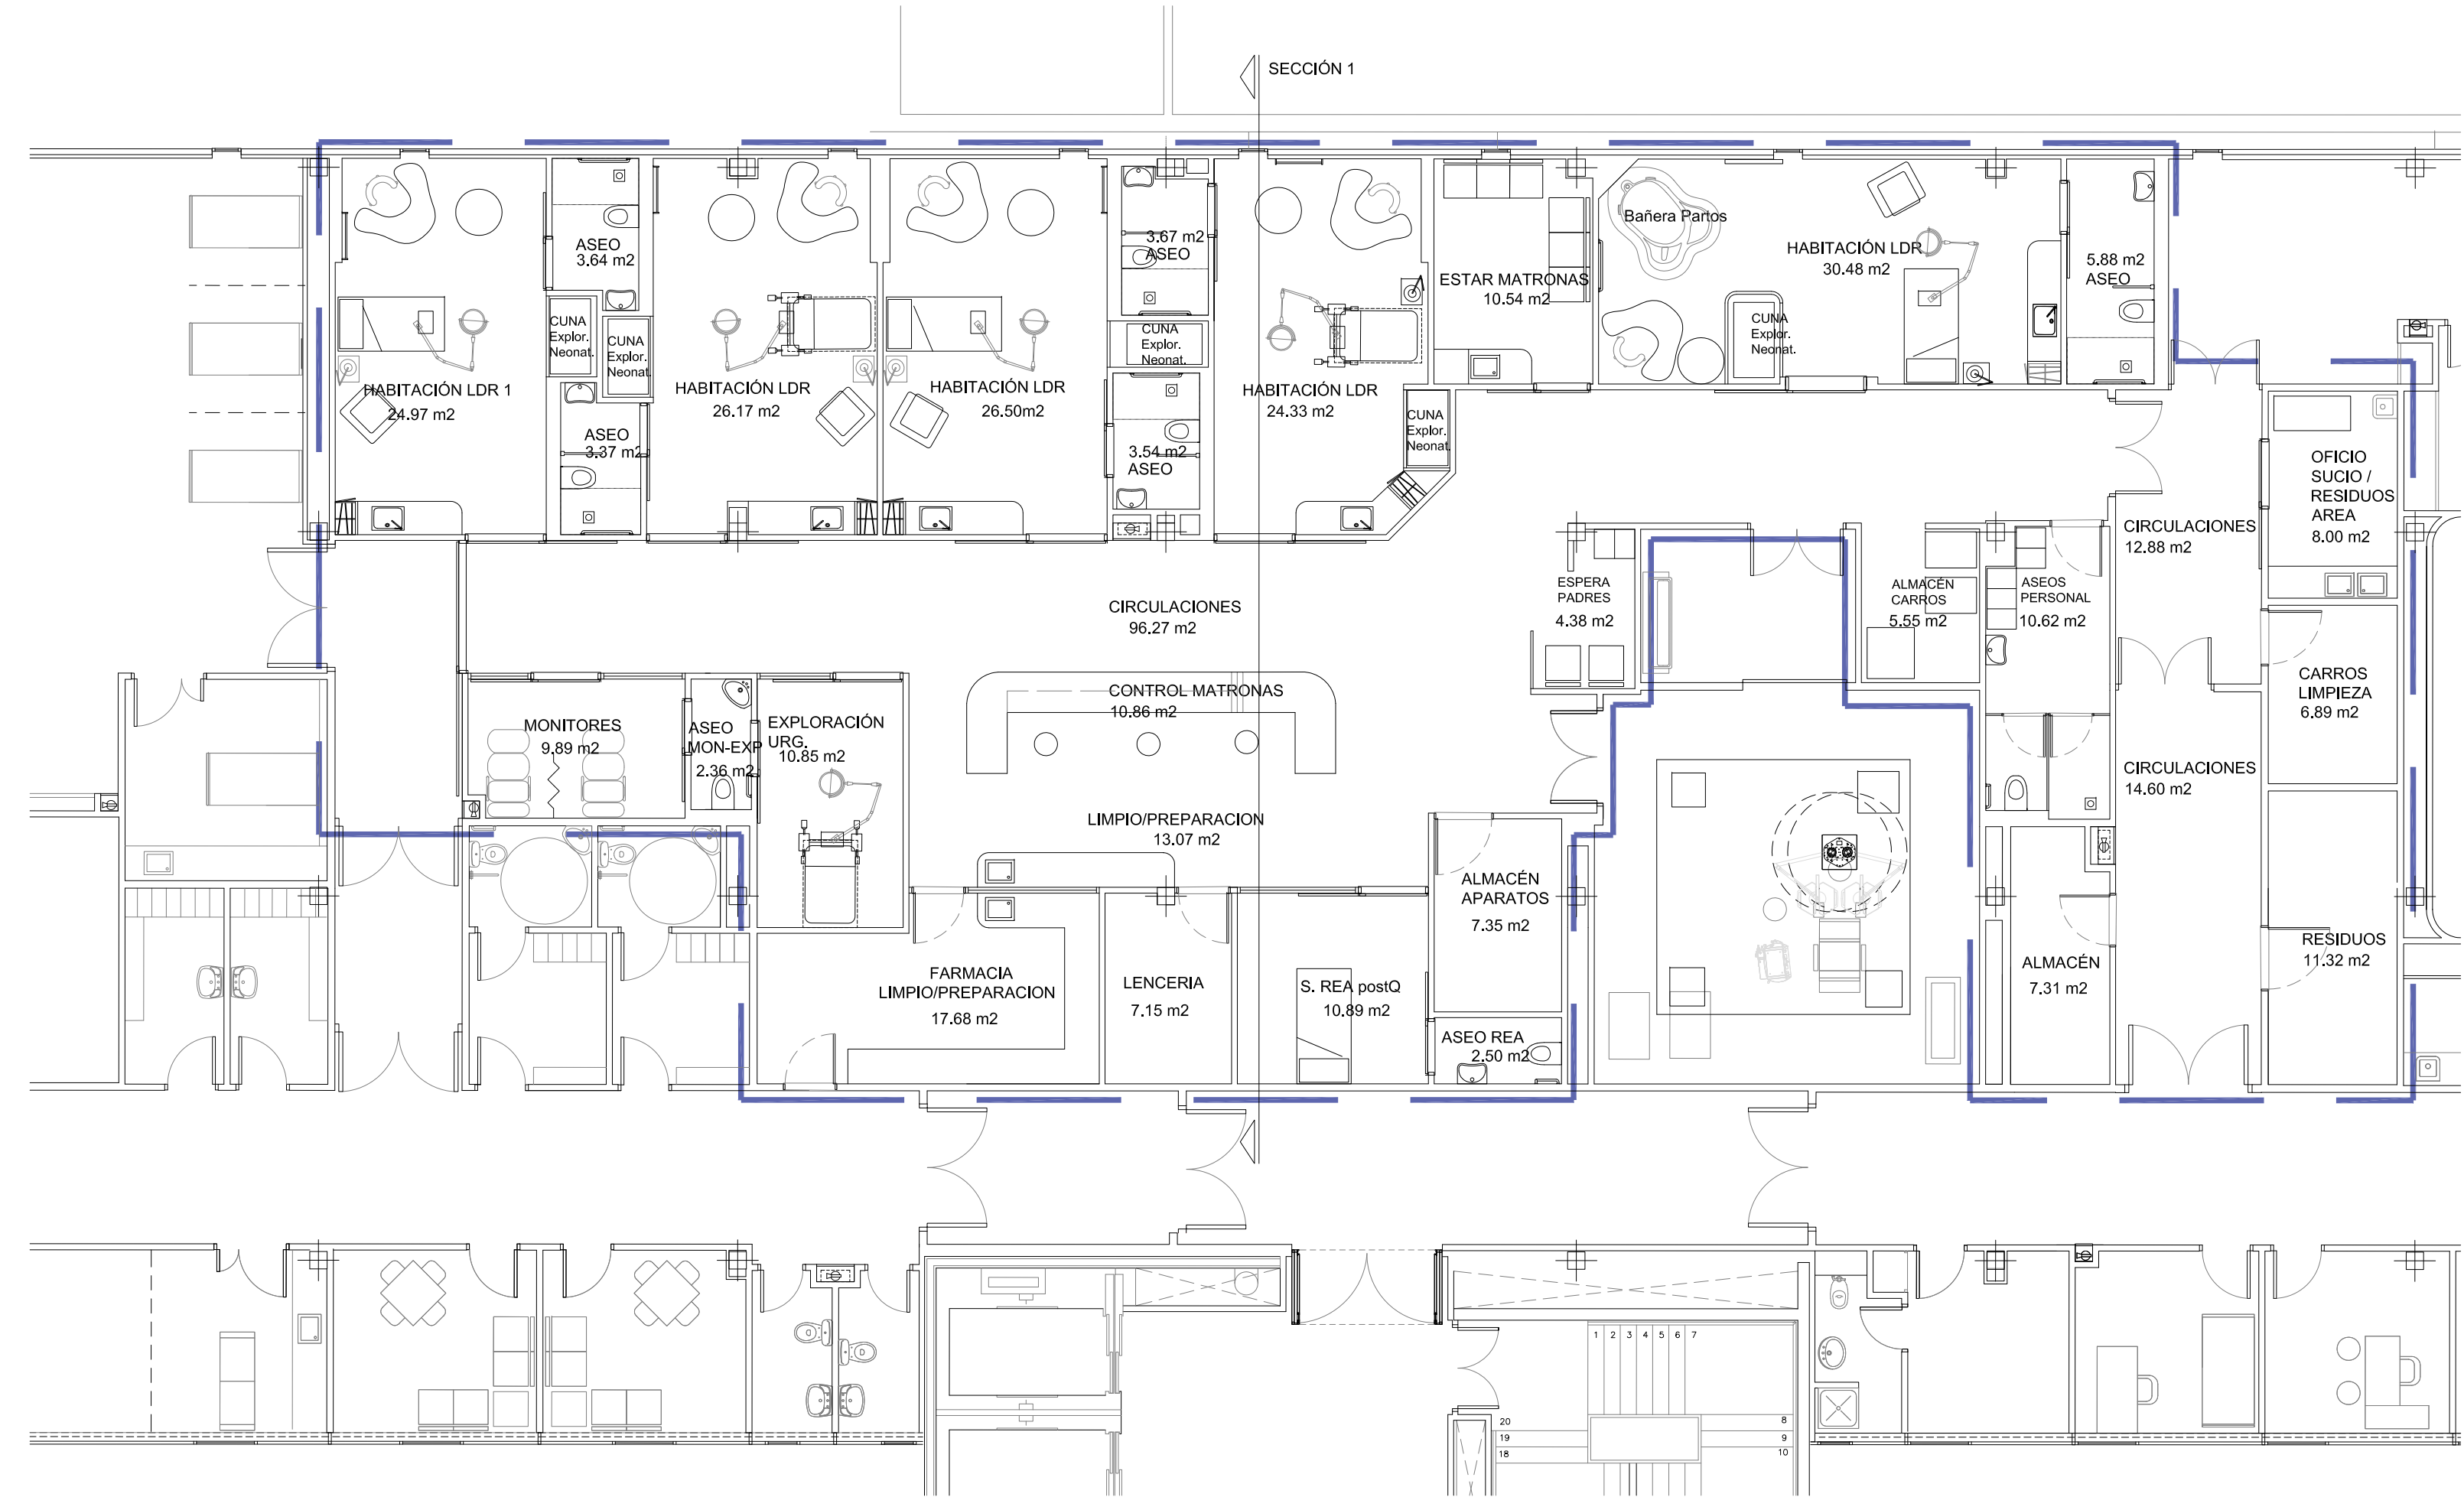 SECCIÓN 1
HABITACIÓN LDR 1
24.97 m2
ASEO
3.64 m2
CUNA
Explor.
Neonat.
CUNA
Explor.
Neonat.
ASEO
3.37 m2
HABITACIÓN LDR
26.17 m2
HABITACIÓN LDR
26.50m2
3.67 m2
ASEO
CUNA
Explor.
Neonat.
3.54 m2
ASEO
HABITACIÓN LDR
24.33 m2
CUNA
Explor.
Neonat.
ESTAR MATRONAS
10.54 m2
Bañera Partos
HABITACIÓN LDR
30.48 m2
CUNA
Explor.
Neonat.
5.88 m2
ASEO
OFICIO
SUCIO /
RESIDUOS
AREA
8.00 m2
CIRCULACIONES
12.88 m2
CIRCULACIONES
96.27 m2
ESPERA
PADRES
4.38 m2
ALMACÉN
CARROS
5.55 m2
ASEOS
PERSONAL
10.62 m2
CARROS
LIMPIEZA
6.89 m2
MONITORES
9.89 m2
ASEO
MON-EXP
2.36 m2
EXPLORACIÓN
URG.
10.85 m2
CONTROL MATRONAS
10.86 m2
LIMPIO/PREPARACION
13.07 m2
CIRCULACIONES
14.60 m2
ALMACÉN
APARATOS
7.35 m2
FARMACIA
LIMPIO/PREPARACION
17.68 m2
LENCERIA
7.15 m2
S. REA postQ
10.89 m2
ASEO REA
2.50 m2
ALMACÉN
7.31 m2
RESIDUOS
11.32 m2
1 2 3 4 5 6 7
20
19
18
8
9
10